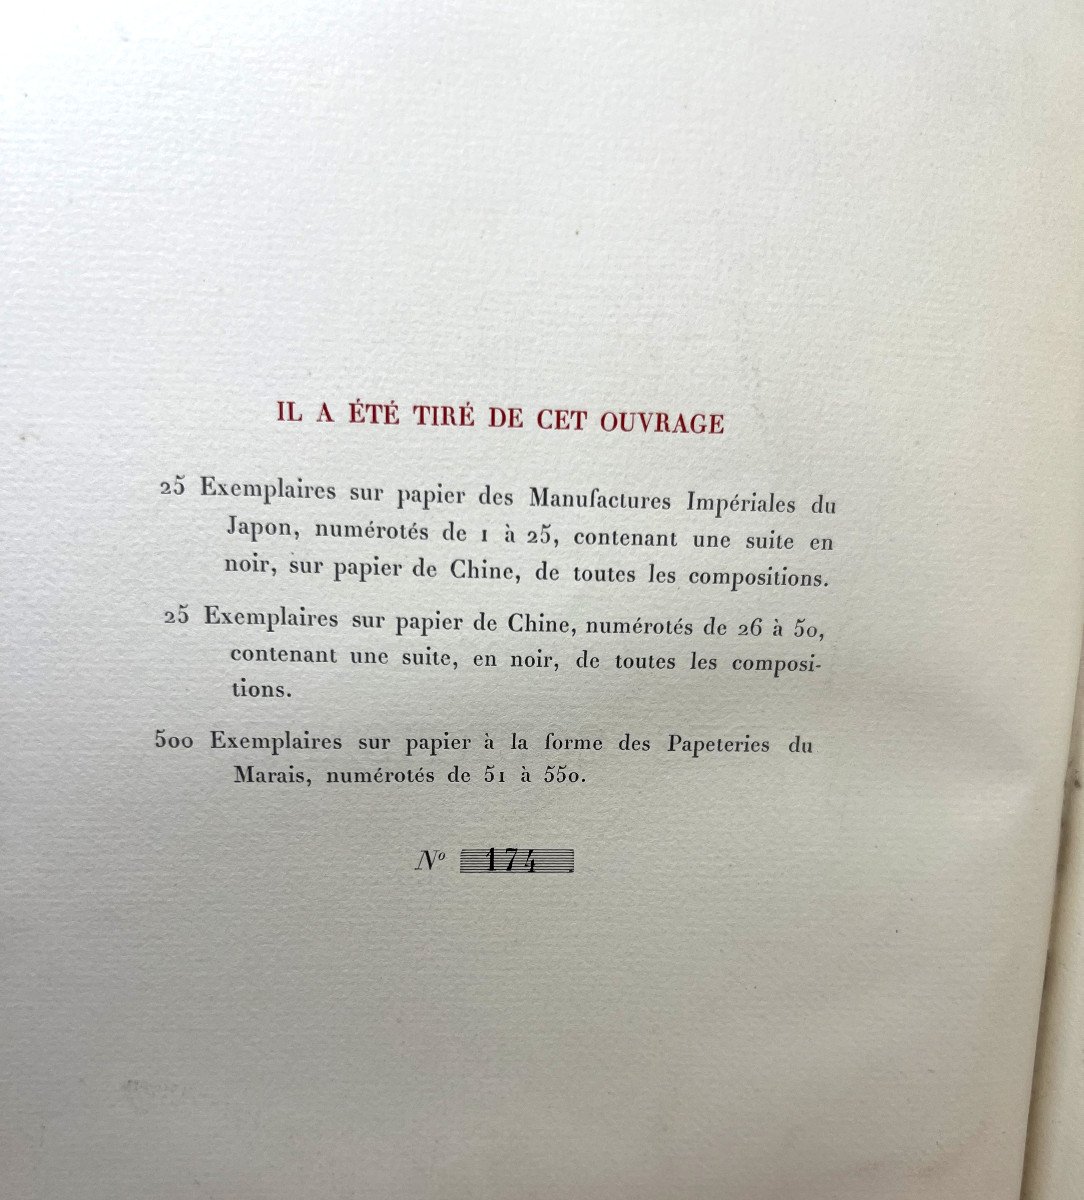 IL A ÉTÉ TIRÉ DE CET OUVRAGE
25 Exemplaires sur papier des Manufactures Impériales du
Japon, numérotés de 1 à 25, contenant une suite en
noir, sur papier de Chine, de toutes les compositions.
25 Exemplaires sur papier de Chine, numérotés de 26 à 50,
contenant une suite, en noir, de toutes les composi-
tions.
500 Exemplaires sur papier à la forme des Papeteries du
Marais, numérotés de 51 à 550.
Nº 174